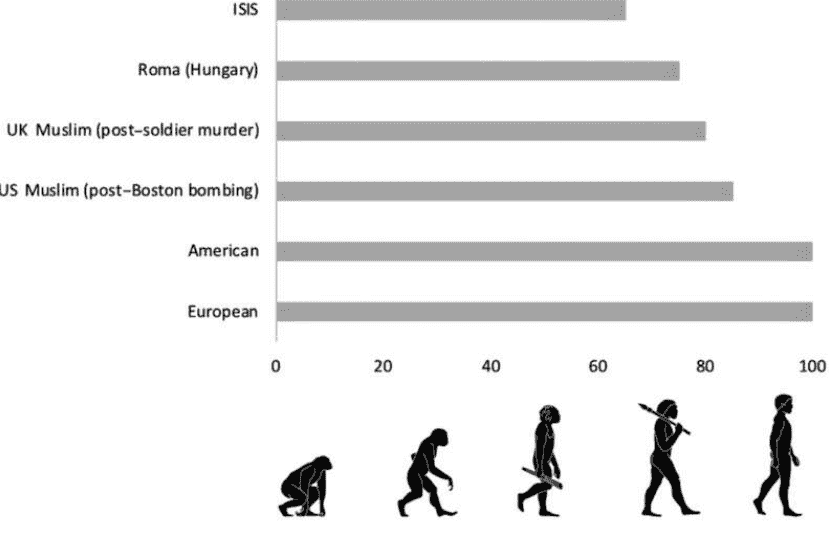 ISIS
Roma (Hungary)
UK Muslim (post–soldier murder)
US Muslim (post–Boston bombing)
American
European
0 20 40 60 80 100